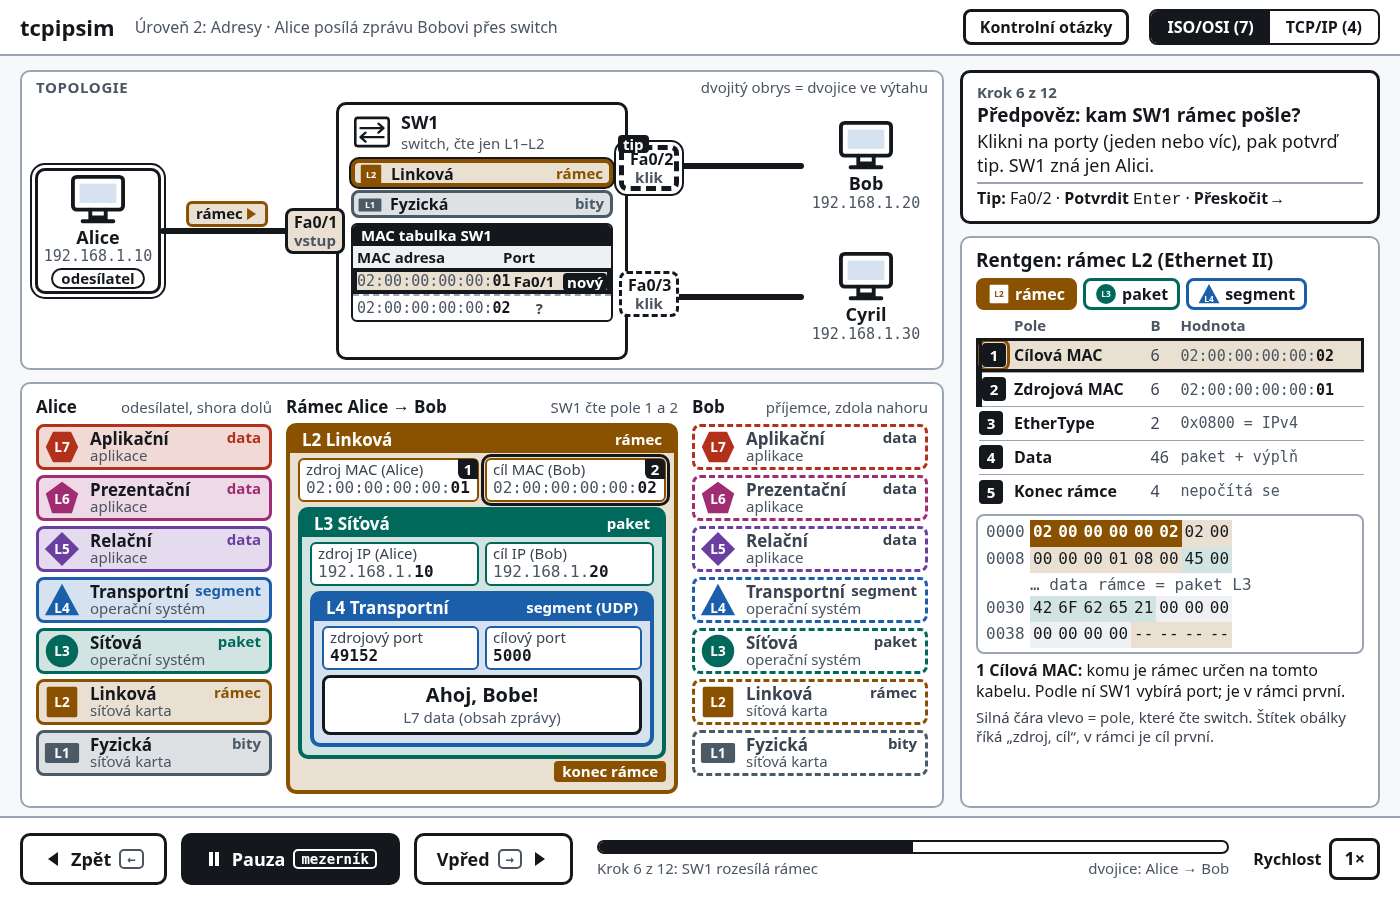 tcpipsim Úroveň 2: Adresy · Alice posílá zprávu Bobovi přes switch Kontrolní otázky ISO/OSI (7) TCP/IP (4)
TOPOLOGIE dvojitý obrys = dvojice ve výtahu
Alice
192.168.1.10
odesílatel
rámec
Fa0/1
vstup
SW1
switch, čte jen L1–L2
L2 Linková rámec
L1 Fyzická bity
MAC tabulka SW1
MAC adresa Port
02:00:00:00:00:01 Fa0/1 nový
02:00:00:00:00:02 ?
tip
Fa0/2
klik
Fa0/3
klik
Bob
192.168.1.20
Cyril
192.168.1.30
Krok 6 z 12
Předpověz: kam SW1 rámec pošle?
Klikni na porty (jeden nebo víc), pak potvrď
tip. SW1 zná jen Alici.
Tip: Fa0/2 · Potvrdit Enter · Přeskočit→
Alice odesílatel, shora dolů
L7 Aplikační data
aplikace
L6 Prezentační data
aplikace
L5 Relační data
aplikace
L4 Transportní segment
operační systém
L3 Síťová paket
operační systém
L2 Linková rámec
síťová karta
L1 Fyzická bity
síťová karta
Rámec Alice → Bob SW1 čte pole 1 a 2
L2 Linková rámec
zdroj MAC (Alice) 1
02:00:00:00:00:01
cíl MAC (Bob) 2
02:00:00:00:00:02
L3 Síťová paket
zdroj IP (Alice)
192.168.1.10
cíl IP (Bob)
192.168.1.20
L4 Transportní segment (UDP)
zdrojový port
49152
cílový port
5000
Ahoj, Bobe!
L7 data (obsah zprávy)
konec rámce
Bob příjemce, zdola nahoru
L7 Aplikační data
aplikace
L6 Prezentační data
aplikace
L5 Relační data
aplikace
L4 Transportní segment
operační systém
L3 Síťová paket
operační systém
L2 Linková rámec
síťová karta
L1 Fyzická bity
síťová karta
Rentgen: rámec L2 (Ethernet II)
L2 rámec L3 paket L4 segment
Pole B Hodnota
1 Cílová MAC 6 02:00:00:00:00:02
2 Zdrojová MAC 6 02:00:00:00:00:01
3 EtherType 2 0x0800 = IPv4
4 Data 46 paket + výplň
5 Konec rámce 4 nepočítá se
0000 02 00 00 00 00 02 02 00
0008 00 00 00 01 08 00 45 00
… data rámce = paket L3
0030 42 6F 62 65 21 00 00 00
0038 00 00 00 00 -- -- -- --
1 Cílová MAC: komu je rámec určen na tomto
kabelu. Podle ní SW1 vybírá port; je v rámci první.
Silná čára vlevo = pole, které čte switch. Štítek obálky
říká „zdroj, cíl“, v rámci je cíl první.
Zpět ← Pauza mezerník Vpřed →
Krok 6 z 12: SW1 rozesílá rámec dvojice: Alice → Bob
Rychlost 1×